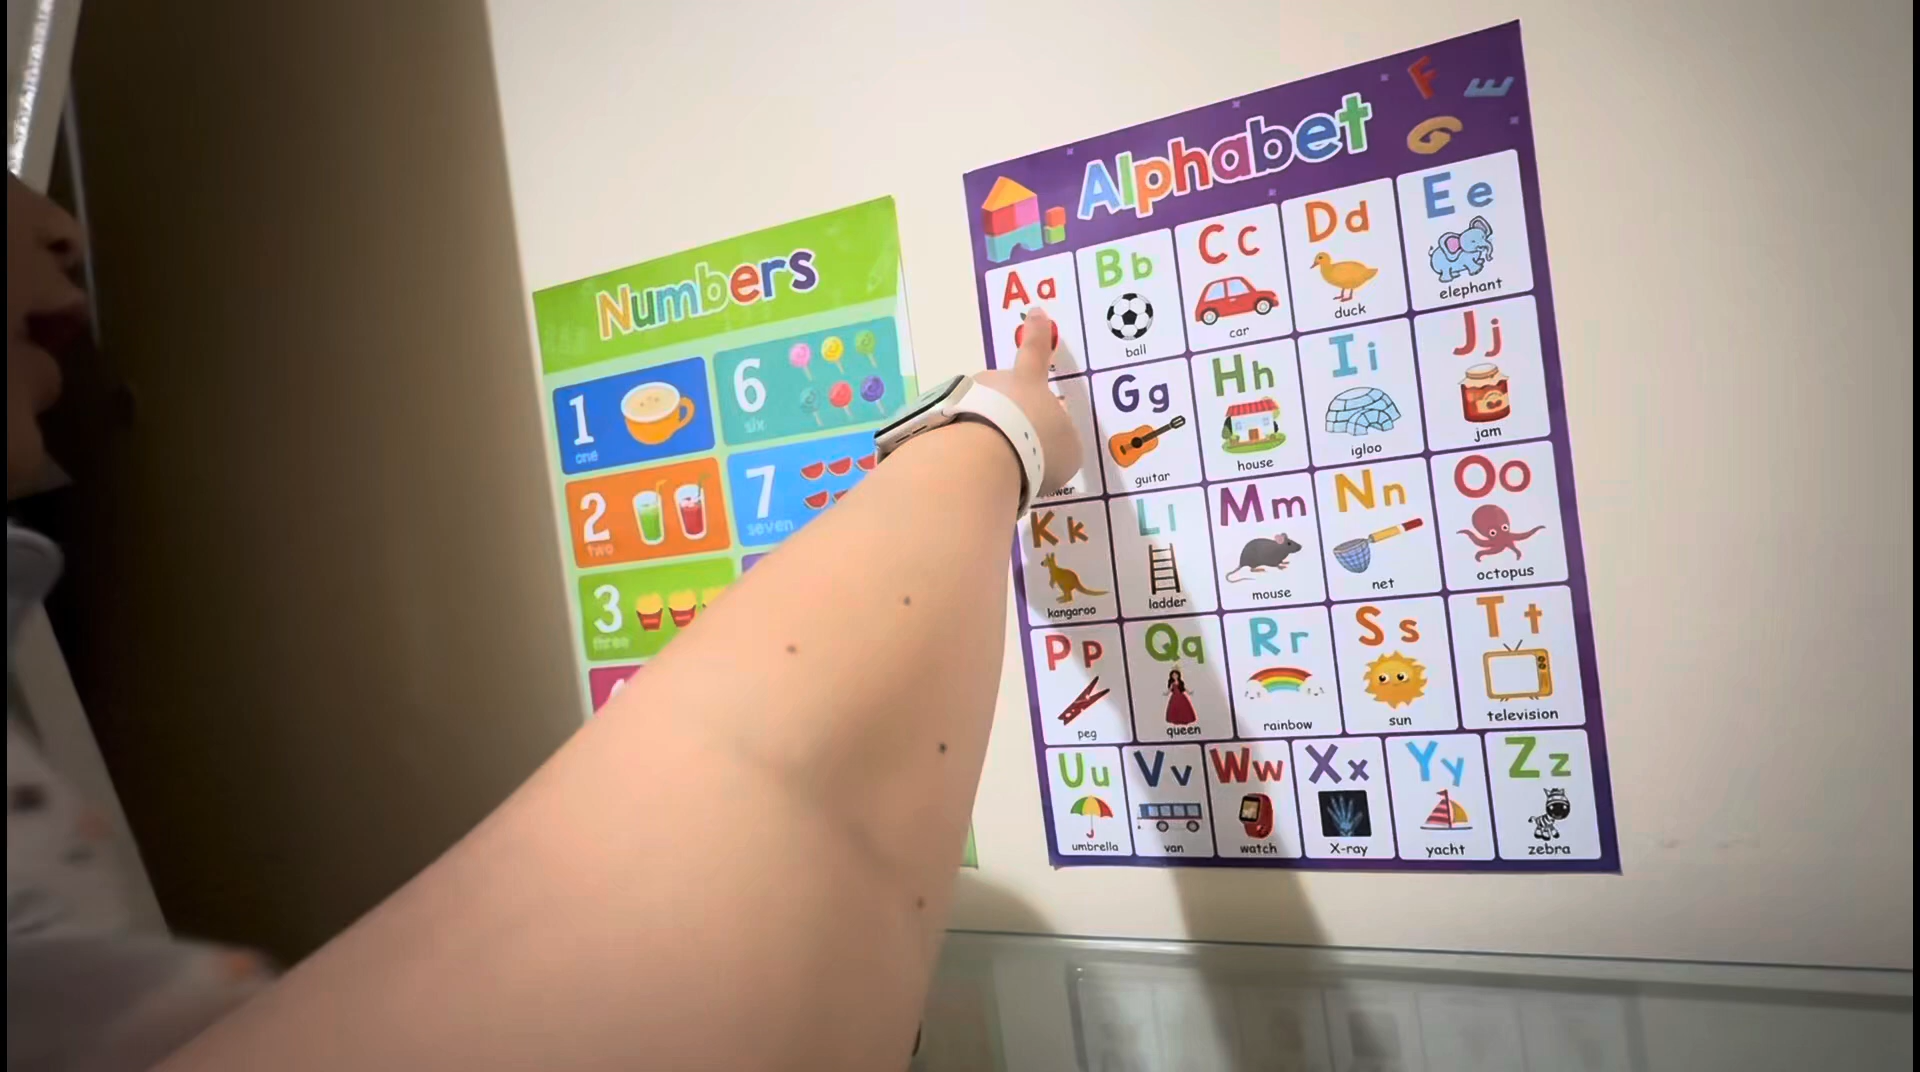 Numbers
1
one
2
two
3
three
6
six
7
seven
Alphabet
F E
G
Aa
Bb
ball
Cc
car
Dd
duck
Ee
elephant
Gg
guitar
Hh
house
Ii
igloo
Jj
jam
Kk
kangaroo
Ll
ladder
Mm
mouse
Nn
net
Oo
octopus
Pp
peg
Qq
queen
Rr
rainbow
Ss
sun
Tt
television
Uu
umbrella
Vv
van
Ww
watch
Xx
X-ray
Yy
yacht
Zz
zebra